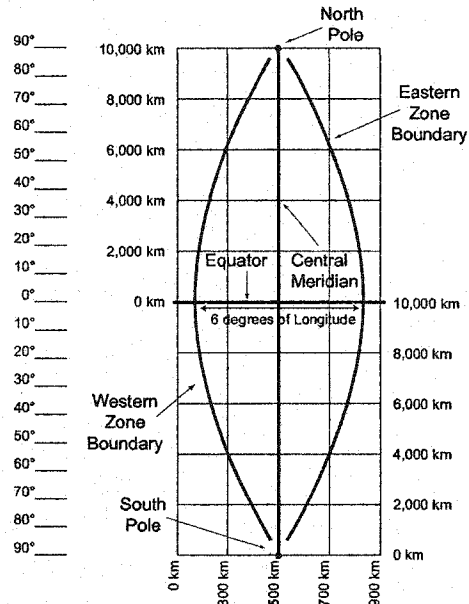 North
Pole
90°
10,000 km
80°
8,000 km
Eastern
Zone
Boundary
70°
60°
6,000 km
50°
40°
4,000 km
30°
20°
2,000 km
10°
Equator
Central
Meridian
0°
0 km
10,000 km
6 degrees of Longitude
10°
8,000 km
20°
30°
Western
Zone
Boundary
6,000 km
40°
50°
4,000 km
60°
70°
South
Pole
2,000 km
80°
90°
0 km
0 km
300 km
500 km
700 km
900 km